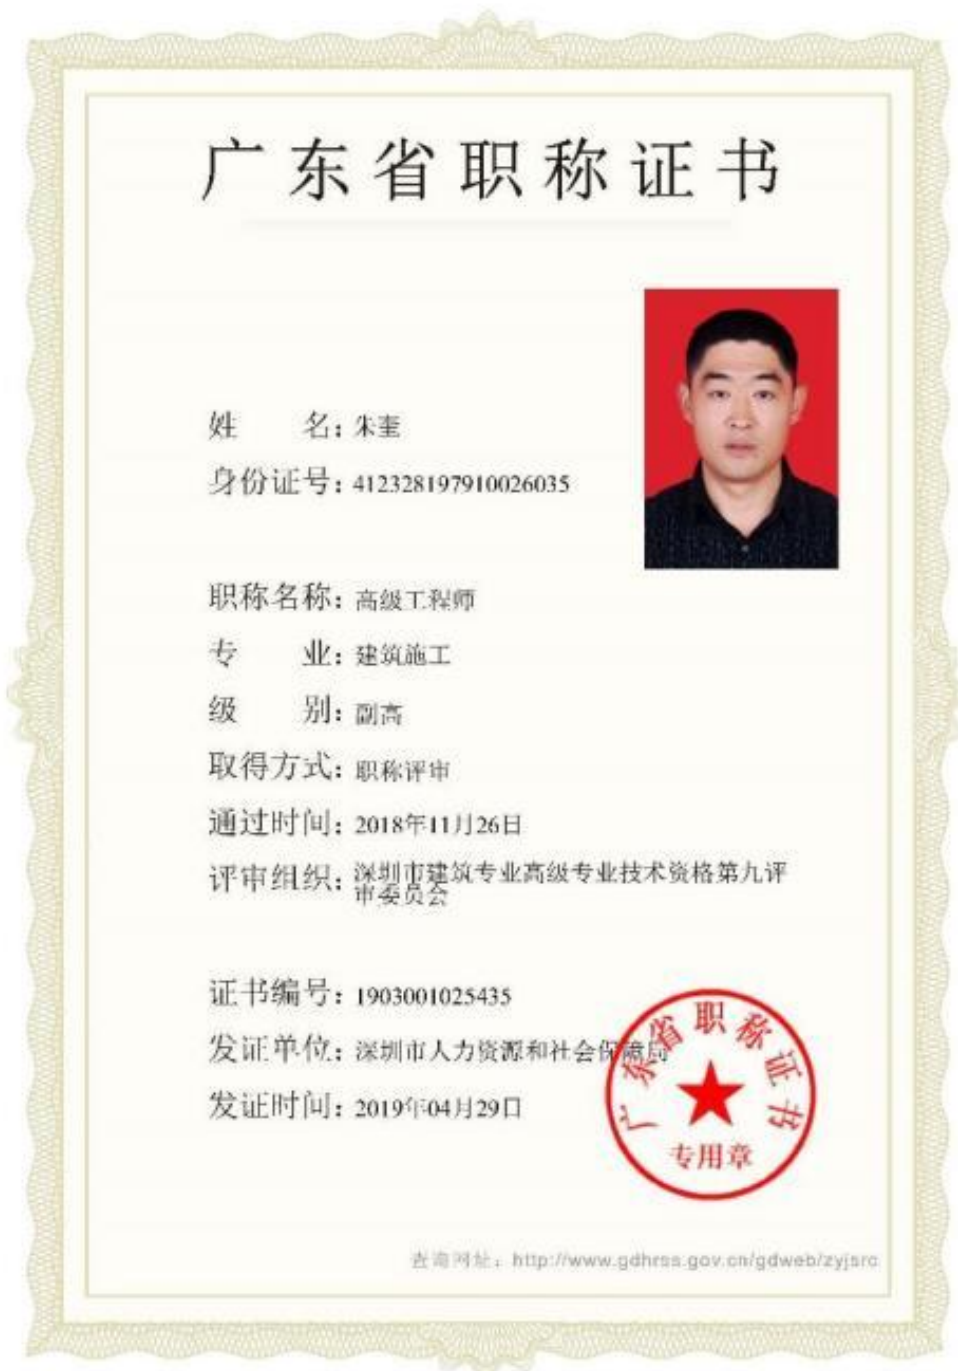 广东省职称证书
姓 名：朱奎
身份证号：412328197910026035
职称名称：高级工程师
专 业：建筑施工
级 别：副高
取得方式：职称评审
通过时间：2018年11月26日
评审组织：深圳市建筑专业高级专业技术资格第九评
审委员会
证书编号：1903001025435
发证单位：深圳市人力资源和社会保障局
发证时间：2019年04月29日
广东省职称证书
专用章
查询网址：http://www.gdhrss.gov.cn/gdweb/zyjsrc